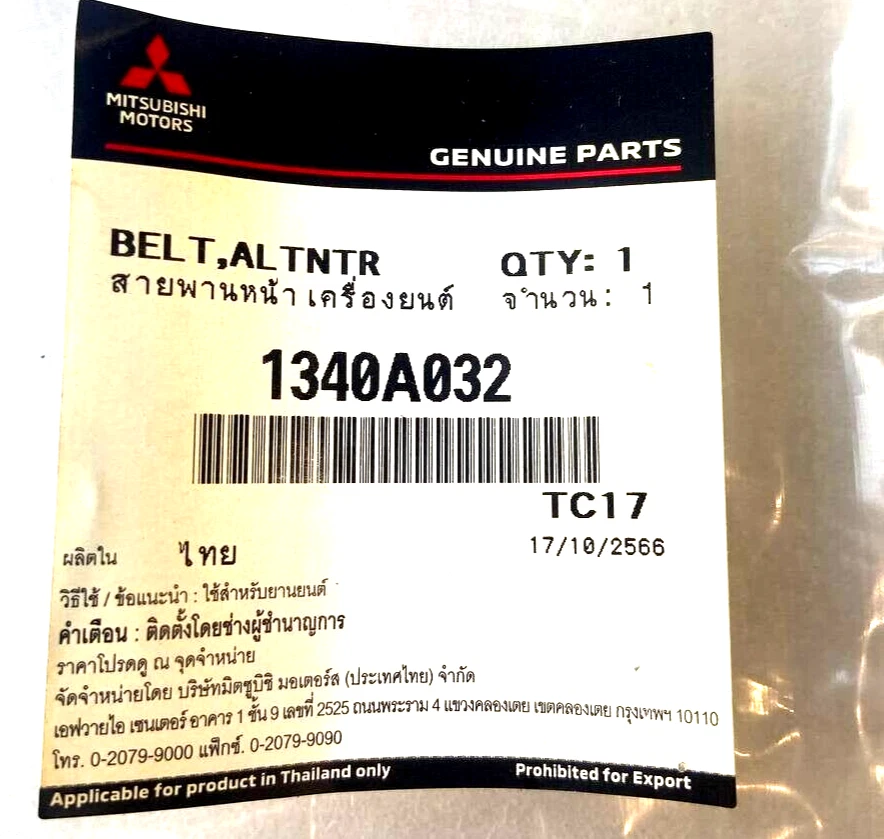 MITSUBISHI
MOTORS
GENUINE PARTS
BELT,ALTNTR QTY: 1
สายพานหน้า เครื่องยนต์ จำนวน: 1
1340A032
TC17
17/10/2566
ผลิตใน ไทย
วิธีใช้ / ข้อแนะนำ : ใช้สำหรับยานยนต์
คำเตือน : ติดตั้งโดยช่างผู้ชำนาญการ
ราคาโปรดดู ณ จุดจำหน่าย
จัดจำหน่ายโดย บริษัทมิตซูบิชิ มอเตอร์ส (ประเทศไทย) จำกัด
เอฟวายไอ เซนเตอร์ อาคาร 1 ชั้น 9 เลขที่ 2525 ถนนพระราม 4 แขวงคลองเตย เขตคลองเตย กรุงเทพฯ 10110
โทร. 0-2079-9000 แฟ็กซ์. 0-2079-9090
Applicable for product in Thailand only Prohibited for Export